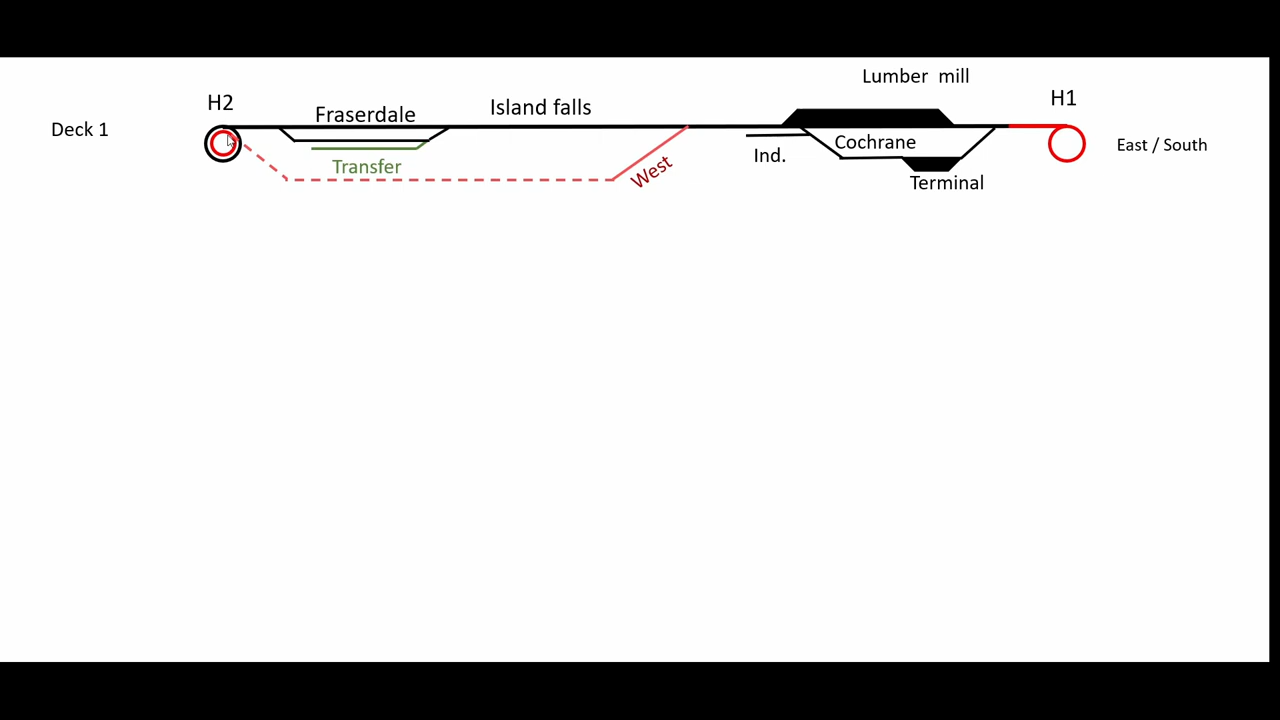 Lumber mill
H2
H1
Fraserdale
Island falls
Deck 1
Cochrane
East / South
Ind.
Transfer
West
Terminal